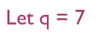 Let q = 7